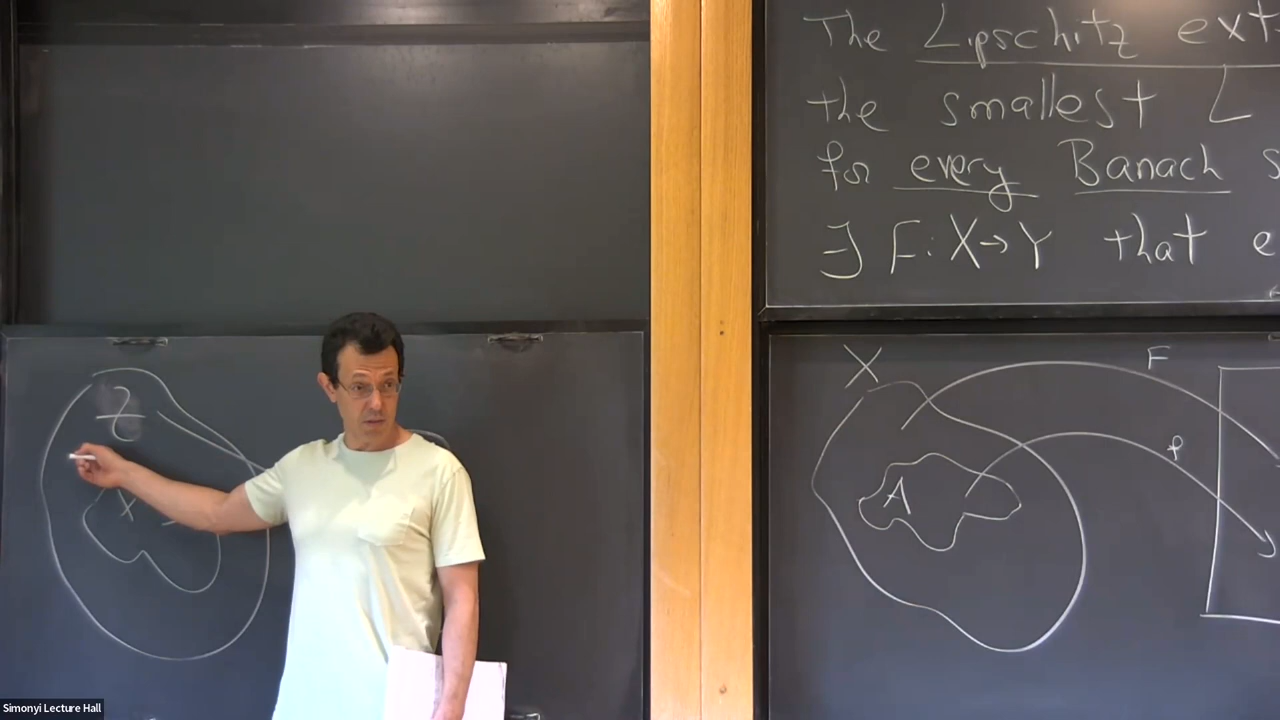 The Lipschitz ext
the smallest L
for every Banach s
∃ F: X→Y that e
Z
X
X
F
f
A
Simonyi Lecture Hall